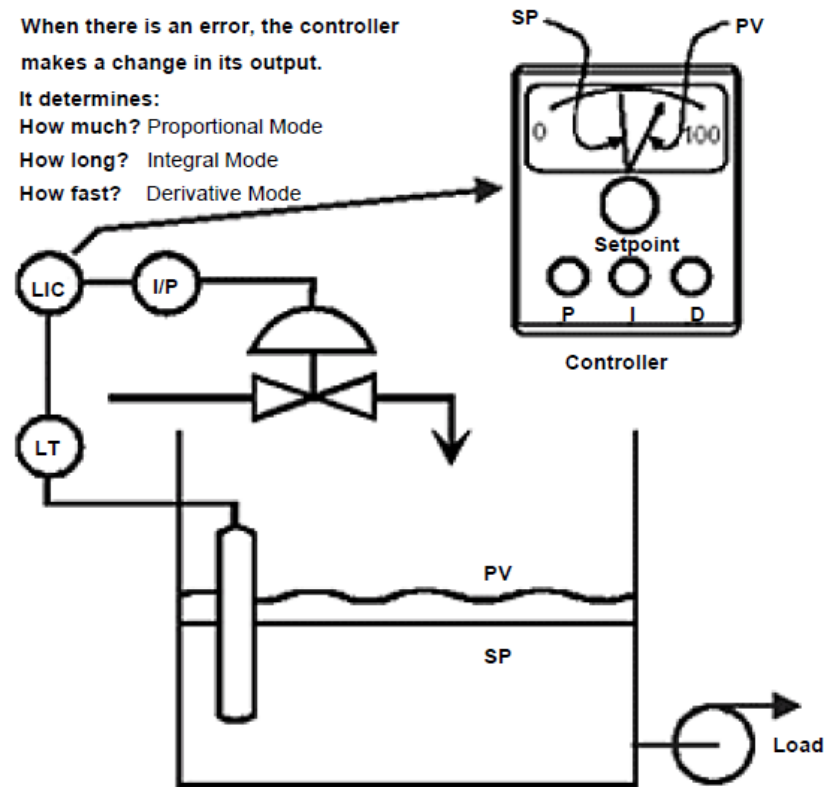 When there is an error, the controller
makes a change in its output.
It determines:
How much? Proportional Mode
How long? Integral Mode
How fast? Derivative Mode
SP
PV
0
100
Setpoint
P I D
Controller
LIC
I/P
LT
PV
SP
Load